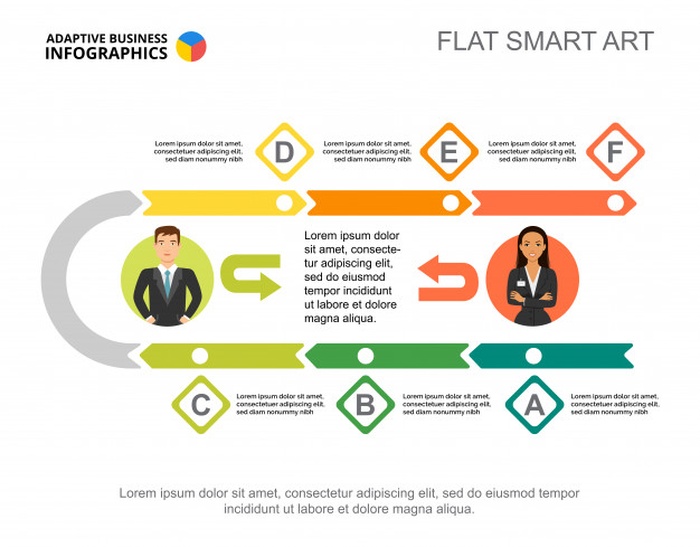 ADAPTIVE BUSINESS
INFOGRAPHICS
FLAT SMART ART
Lorem ipsum dolor sit amet,
consectetuer adipiscing elit,
sed diam nonummy nibh
D
Lorem ipsum dolor sit amet,
consectetuer adipiscing elit,
sed diam nonummy nibh
E
Lorem ipsum dolor sit amet,
consectetuer adipiscing elit,
sed diam nonummy nibh
F
Lorem ipsum dolor
sit amet, consecte-
tur adipiscing elit,
sed do eiusmod
tempor incididunt
ut labore et dolore
magna aliqua.
C
Lorem ipsum dolor sit amet,
consectetuer adipiscing elit,
sed diam nonummy nibh
B
Lorem ipsum dolor sit amet,
consectetuer adipiscing elit,
sed diam nonummy nibh
A
Lorem ipsum dolor sit amet,
consectetuer adipiscing elit,
sed diam nonummy nibh
Lorem ipsum dolor sit amet, consectetur adipiscing elit, sed do eiusmod tempor
incididunt ut labore et dolore magna aliqua.